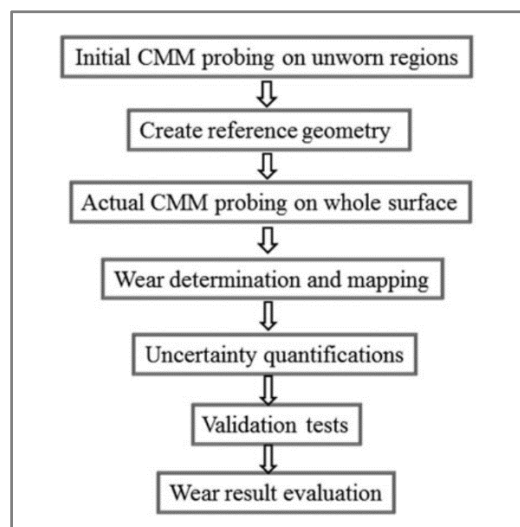 Initial CMM probing on unworn regions
Create reference geometry
Actual CMM probing on whole surface
Wear determination and mapping
Uncertainty quantifications
Validation tests
Wear result evaluation